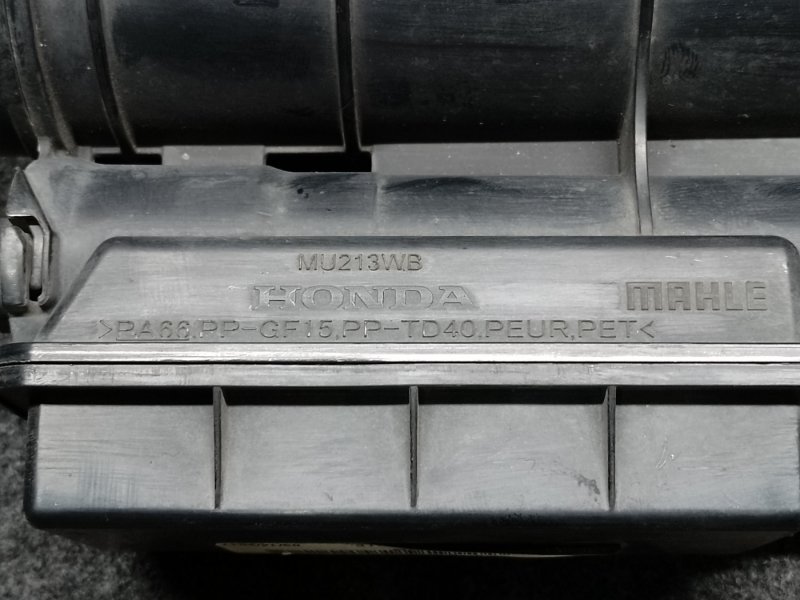 MU213WB
HONDA MAHLE
>PA66,PP-GF15,PP-TD40,PEUR,PET<